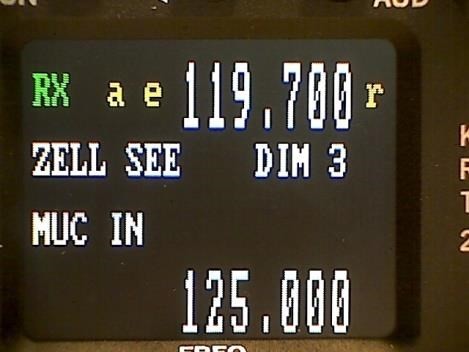 RX a e 119.700 r
ZELL SEE DIM 3
MUC IN
125.000